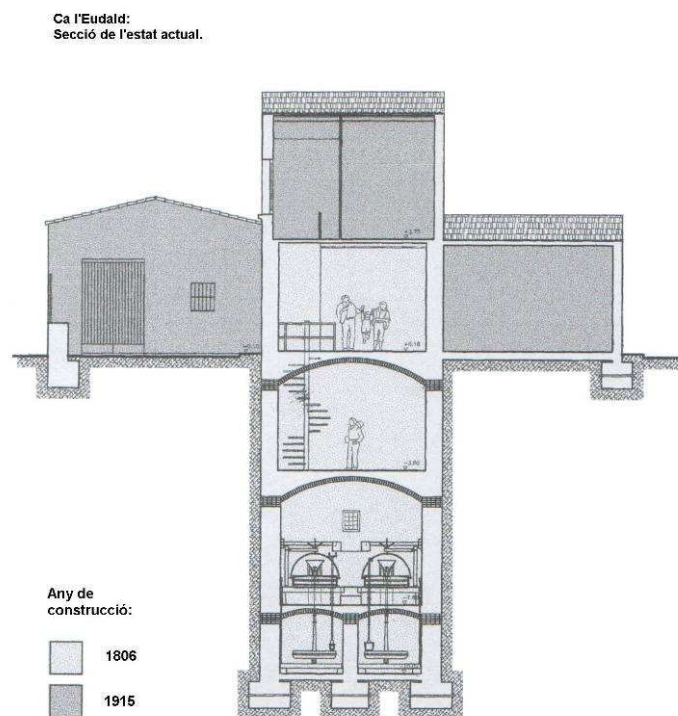 Ca l'Eudald:
Secció de l'estat actual.
Any de
construcció:
1806
1915